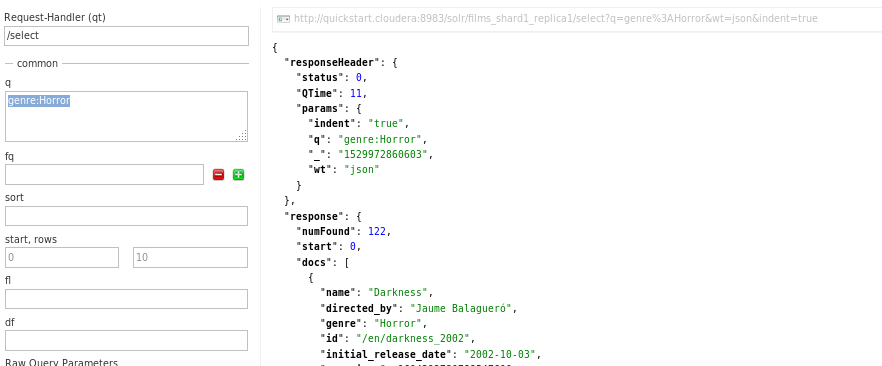 Request-Handler (qt)
/select
common
q
genre:Horror
fq
sort
start, rows
0
10
fl
df
Raw Query Parameters
http://quickstart.cloudera:8983/solr/films_shard1_replica1/select?q=genre%3AHorror&wt=json&indent=true
{
"responseHeader": {
"status": 0,
"QTime": 11,
"params": {
"indent": "true",
"q": "genre:Horror",
"_": "1529972860603",
"wt": "json"
}
},
"response": {
"numFound": 122,
"start": 0,
"docs": [
{
"name": "Darkness",
"directed_by": "Jaume Balagueró",
"genre": "Horror",
"id": "/en/darkness_2002",
"initial_release_date": "2002-10-03",